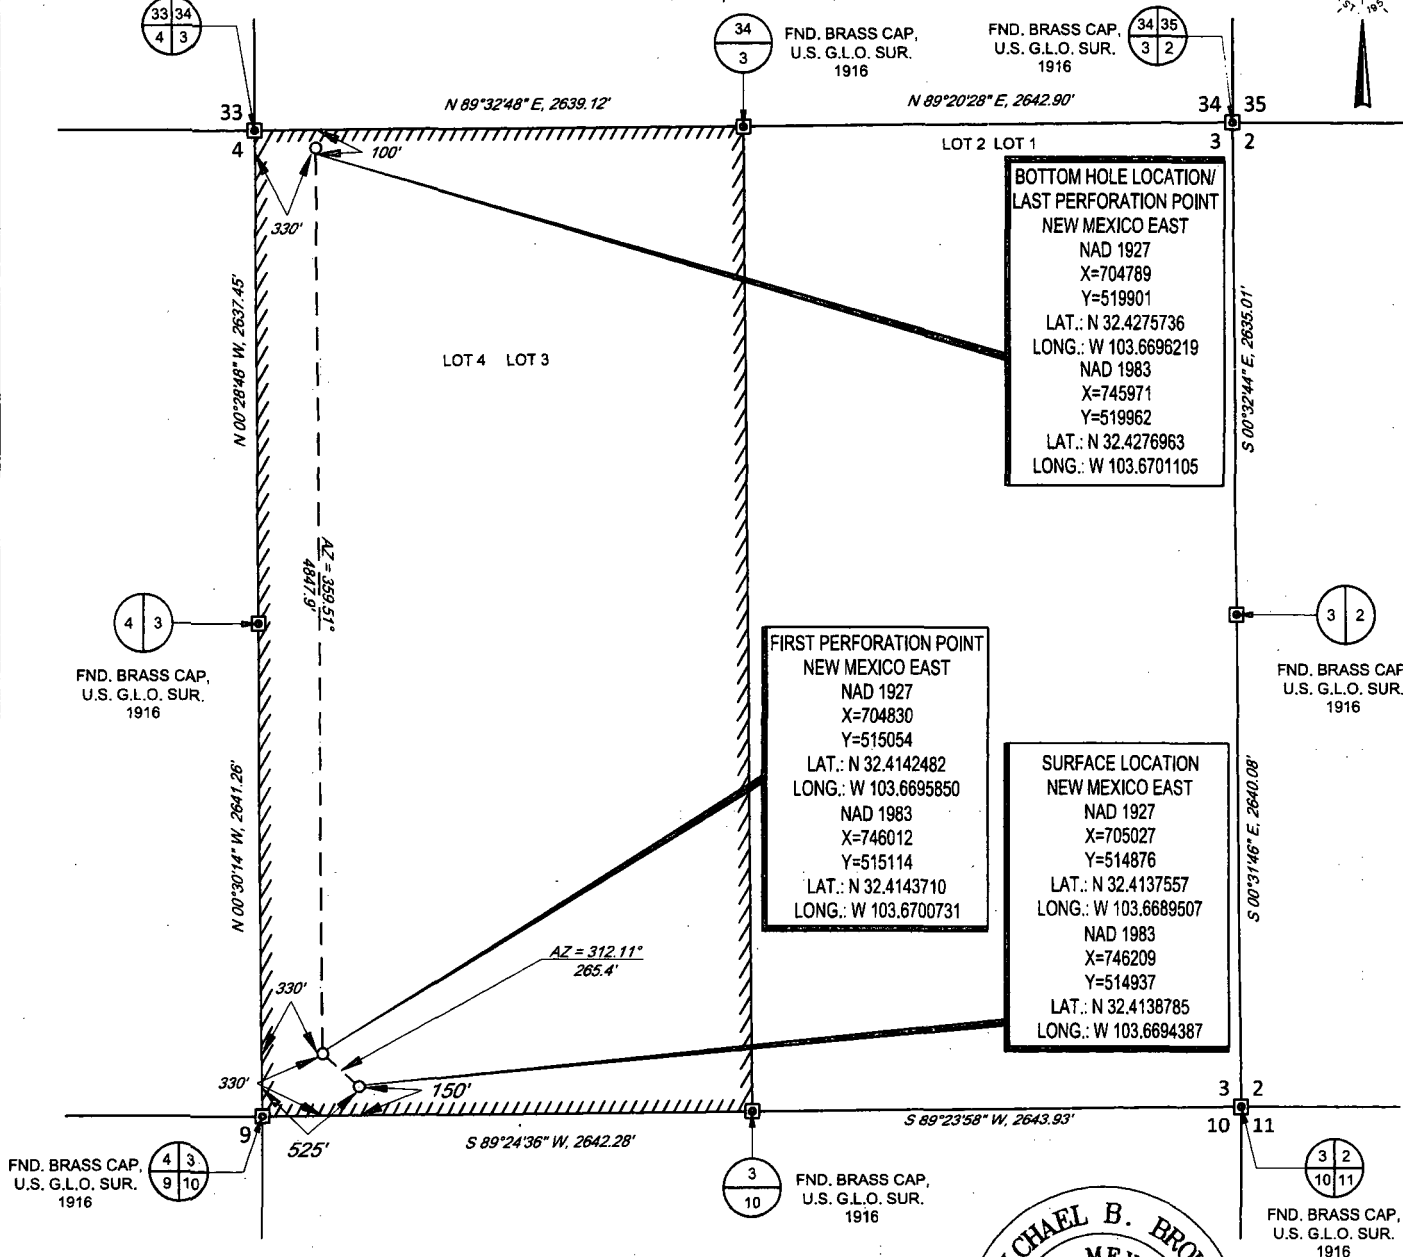 33 34
4 3
34
3
FND. BRASS CAP,
U.S. G.L.O. SUR.
1916
FND. BRASS CAP,
U.S. G.L.O. SUR.
1916
34 35
3 2
N 89°32'48" E, 2639.12'
N 89°20'28" E, 2642.90'
33
4
34 35
3 2
LOT 2 LOT 1
100'
330'
BOTTOM HOLE LOCATION/
LAST PERFORATION POINT
NEW MEXICO EAST
NAD 1927
X=704789
Y=519901
LAT.: N 32.4275736
LONG.: W 103.6696219
NAD 1983
X=745971
Y=519962
LAT.: N 32.4276963
LONG.: W 103.6701105
N 00°28'48" W, 2637.45'
S 00°32'44" E, 2635.01'
LOT 4 LOT 3
AZ = 359.51°
4847.9'
4 3
FND. BRASS CAP,
U.S. G.L.O. SUR.
1916
3 2
FND. BRASS CAP
U.S. G.L.O. SUR.
1916
FIRST PERFORATION POINT
NEW MEXICO EAST
NAD 1927
X=704830
Y=515054
LAT.: N 32.4142482
LONG.: W 103.6695850
NAD 1983
X=746012
Y=515114
LAT.: N 32.4143710
LONG.: W 103.6700731
SURFACE LOCATION
NEW MEXICO EAST
NAD 1927
X=705027
Y=514876
LAT.: N 32.4137557
LONG.: W 103.6689507
NAD 1983
X=746209
Y=514937
LAT.: N 32.4138785
LONG.: W 103.6694387
N 00°30'14" W, 2641.26'
S 00°31'46" E, 2640.08'
AZ = 312.11°
265.4'
330'
330'
150'
525'
9
S 89°24'36" W, 2642.28'
S 89°23'58" W, 2643.93'
3 2
10 11
FND. BRASS CAP,
U.S. G.L.O. SUR.
1916
4 3
9 10
3
10
FND. BRASS CAP,
U.S. G.L.O. SUR.
1916
3 2
10 11
FND. BRASS CAP,
U.S. G.L.O. SUR.
1916
CHAEL B. BRO